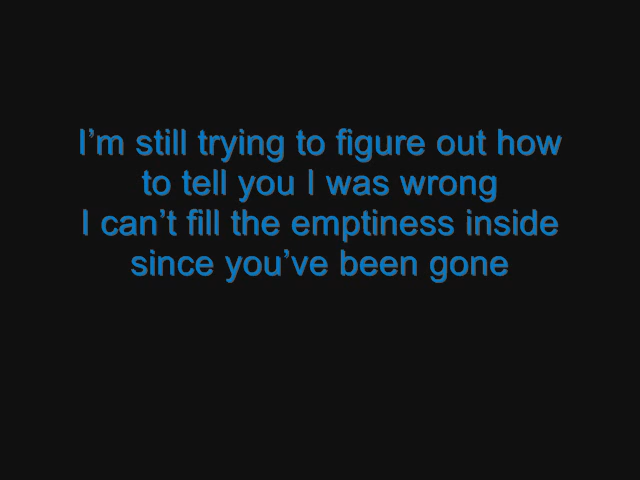 I’m still trying to figure out how
to tell you I was wrong
I can’t fill the emptiness inside
since you’ve been gone